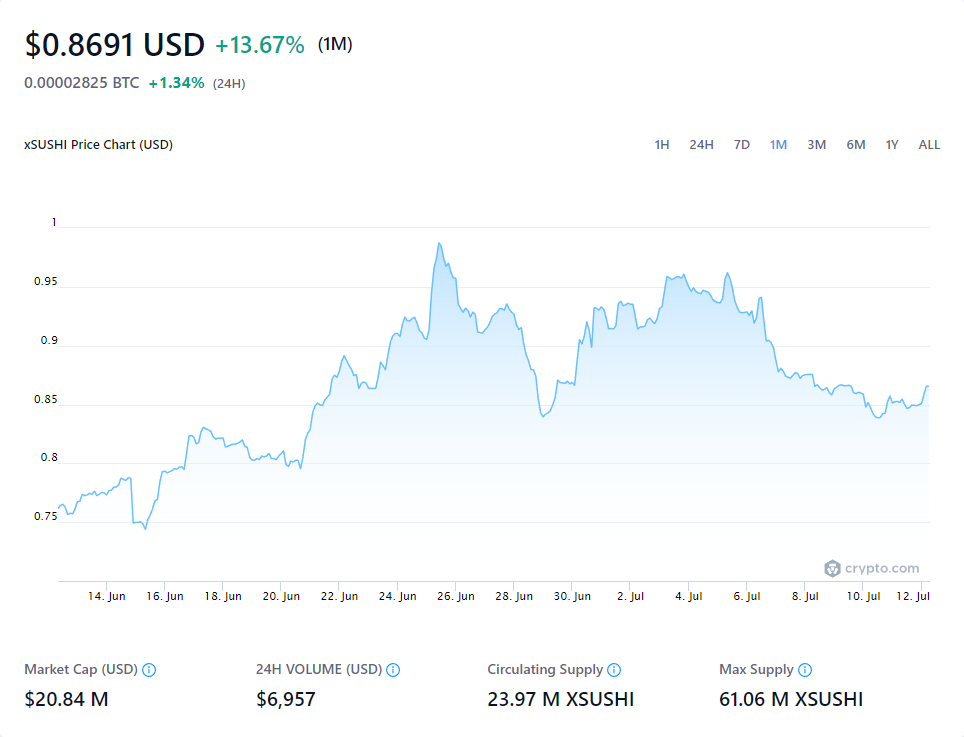 $0.8691 USD +13.67% (1M)
0.00002825 BTC +1.34% (24H)
xSUSHI Price Chart (USD) 1H 24H 7D 1M 3M 6M 1Y ALL
1
0.95
0.9
0.85
0.8
0.75
crypto.com
14. Jun 16. Jun 18. Jun 20. Jun 22. Jun 24. Jun 26. Jun 28. Jun 30. Jun 2. Jul 4. Jul 6. Jul 8. Jul 10. Jul 12. Jul
Market Cap (USD) 24H VOLUME (USD) Circulating Supply Max Supply
$20.84 M $6,957 23.97 M XSUSHI 61.06 M XSUSHI